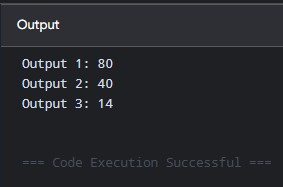 Output
Output 1: 80
Output 2: 40
Output 3: 14
=== Code Execution Successful ===